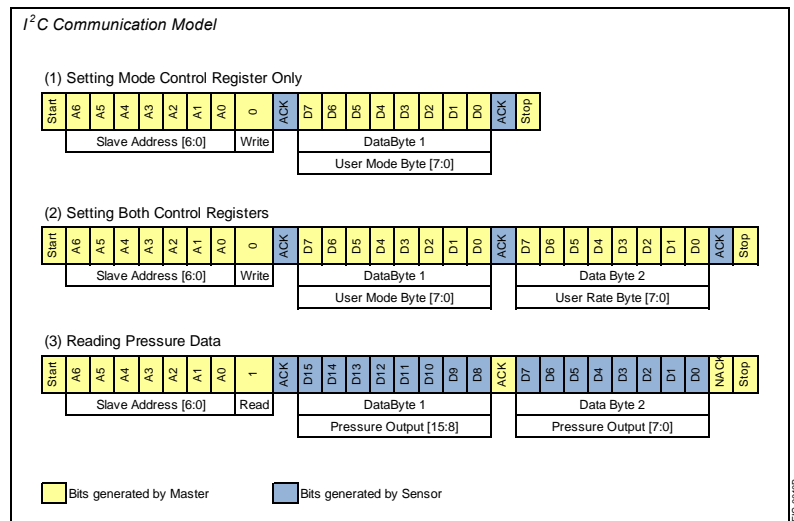 I²C Communication Model
(1) Setting Mode Control Register Only
Start A6 A5 A4 A3 A2 A1 A0 0 ACK D7 D6 D5 D4 D3 D2 D1 D0 ACK Stop
Slave Address [6:0] Write DataByte 1
User Mode Byte [7:0]
(2) Setting Both Control Registers
Start A6 A5 A4 A3 A2 A1 A0 0 ACK D7 D6 D5 D4 D3 D2 D1 D0 ACK D7 D6 D5 D4 D3 D2 D1 D0 ACK Stop
Slave Address [6:0] Write DataByte 1 Data Byte 2
User Mode Byte [7:0] User Rate Byte [7:0]
(3) Reading Pressure Data
Start A6 A5 A4 A3 A2 A1 A0 1 ACK D15 D14 D13 D12 D11 D10 D9 D8 ACK D7 D6 D5 D4 D3 D2 D1 D0 NACK Stop
Slave Address [6:0] Read DataByte 1 Data Byte 2
Pressure Output [15:8] Pressure Output [7:0]
Bits generated by Master Bits generated by Sensor